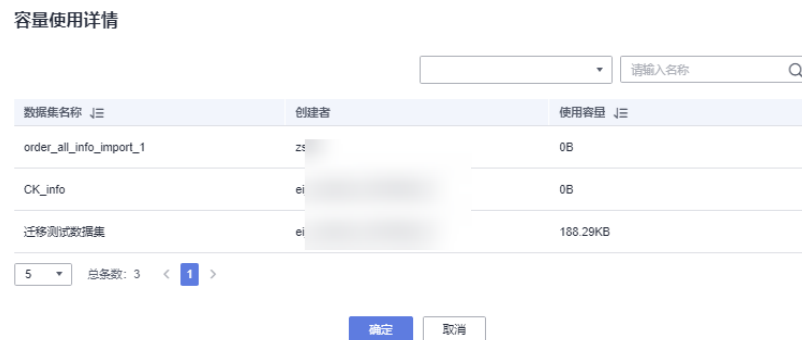 容量使用详情
请输入名称
数据集名称 创建者 使用容量
order_all_info_import_1 zs 0B
CK_info ei 0B
迁移测试数据集 ei 188.29KB
5 总条数: 3 < 1 >
确定 取消